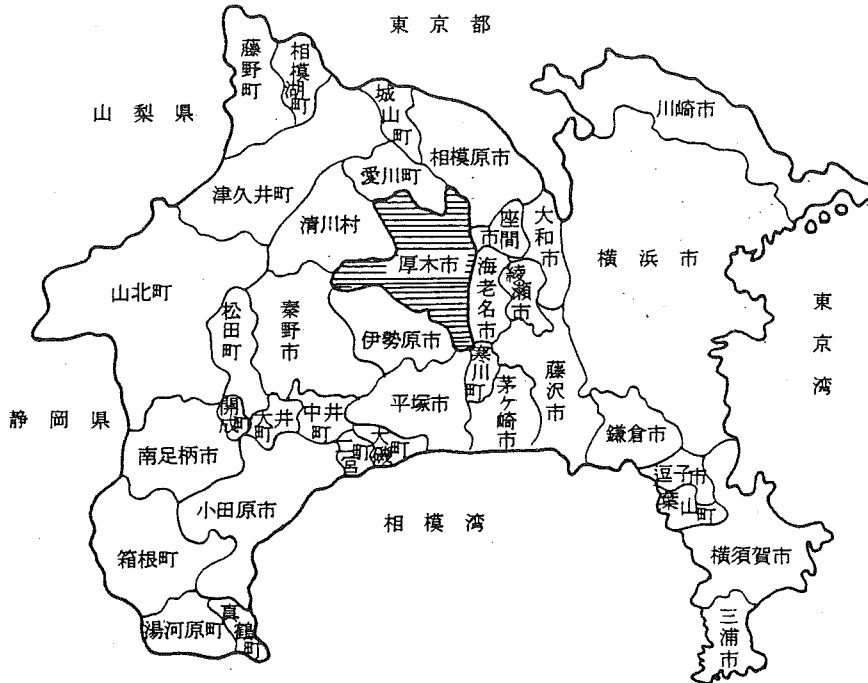 東京都
藤野町
相模湖町
城山町
川崎市
山梨県
相模原市
愛川町
津久井町
清川村
座間市
大和市
厚木市
横浜市
海老名市
綾瀬市
山北町
松田町
秦野市
伊勢原市
東京湾
寒川町
茅ケ崎市
藤沢市
開成町
大井町
中井町
平塚市
静岡県
鎌倉市
南足柄市
二宮町
大磯町
逗子市
葉山町
小田原市
相模湾
箱根町
横須賀市
真鶴町
湯河原町
三浦市